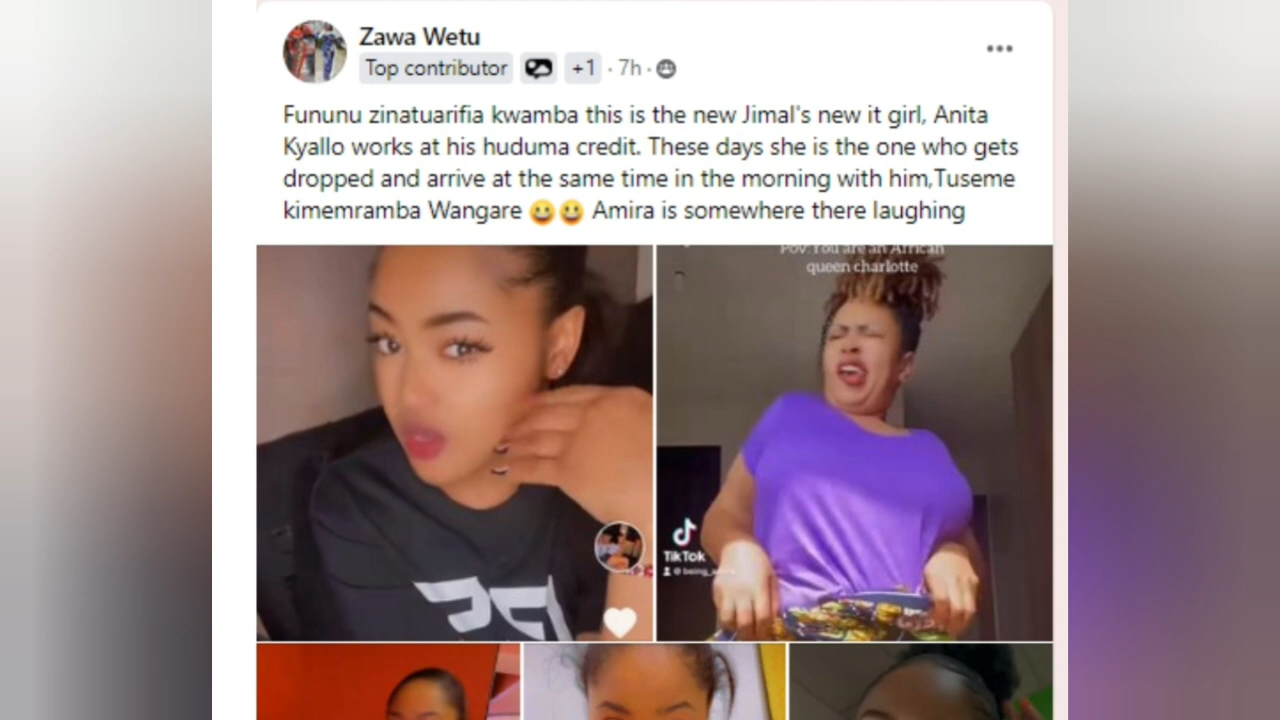 Zawa Wetu
Top contributor +1 · 7h ·
Fununu zinatuarifia kwamba this is the new Jimal's new it girl, Anita
Kyallo works at his huduma credit. These days she is the one who gets
dropped and arrive at the same time in the morning with him,Tuseme
kimemramba Wangare 😀😀 Amira is somewhere there laughing
POV:You are an African
queen charlotte
TikTok